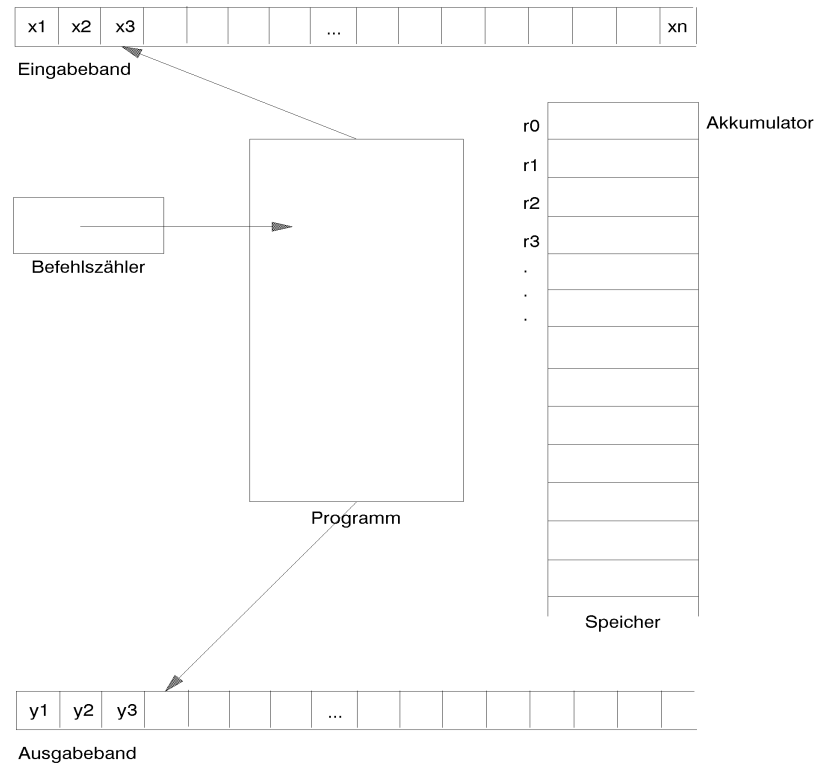 x1 x2 x3 ... xn
Eingabeband
r0 Akkumulator
r1
r2
r3
.
.
.
Befehlszähler
Programm
Speicher
y1 y2 y3 ...
Ausgabeband